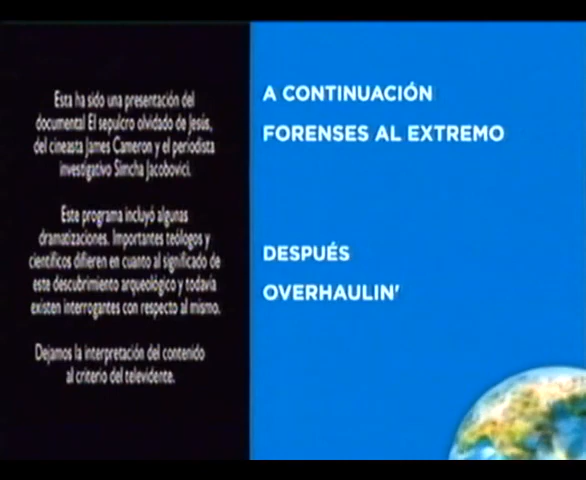 Esta ha sido una presentación del
documental El sepulcro olvidado de Jesús,
del cineasta James Cameron y el periodista
investigativo Simcha Jacobovici.
Este programa incluyó algunas
dramatizaciones. Importantes teólogos y
científicos difieren en cuanto al significado de
este descubrimiento arqueológico y todavía
existen interrogantes con respecto al mismo.
Dejamos la interpretación del contenido
al criterio del televidente.
A CONTINUACIÓN
FORENSES AL EXTREMO
DESPUÉS
OVERHAULIN'